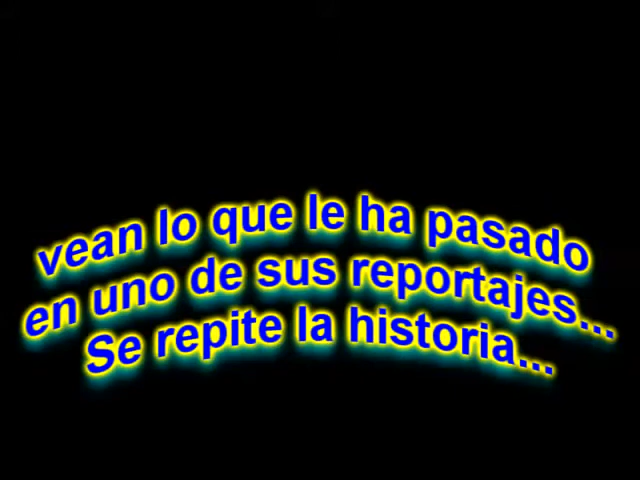 vean lo que le ha pasado
en uno de sus reportajes...
Se repite la historia...